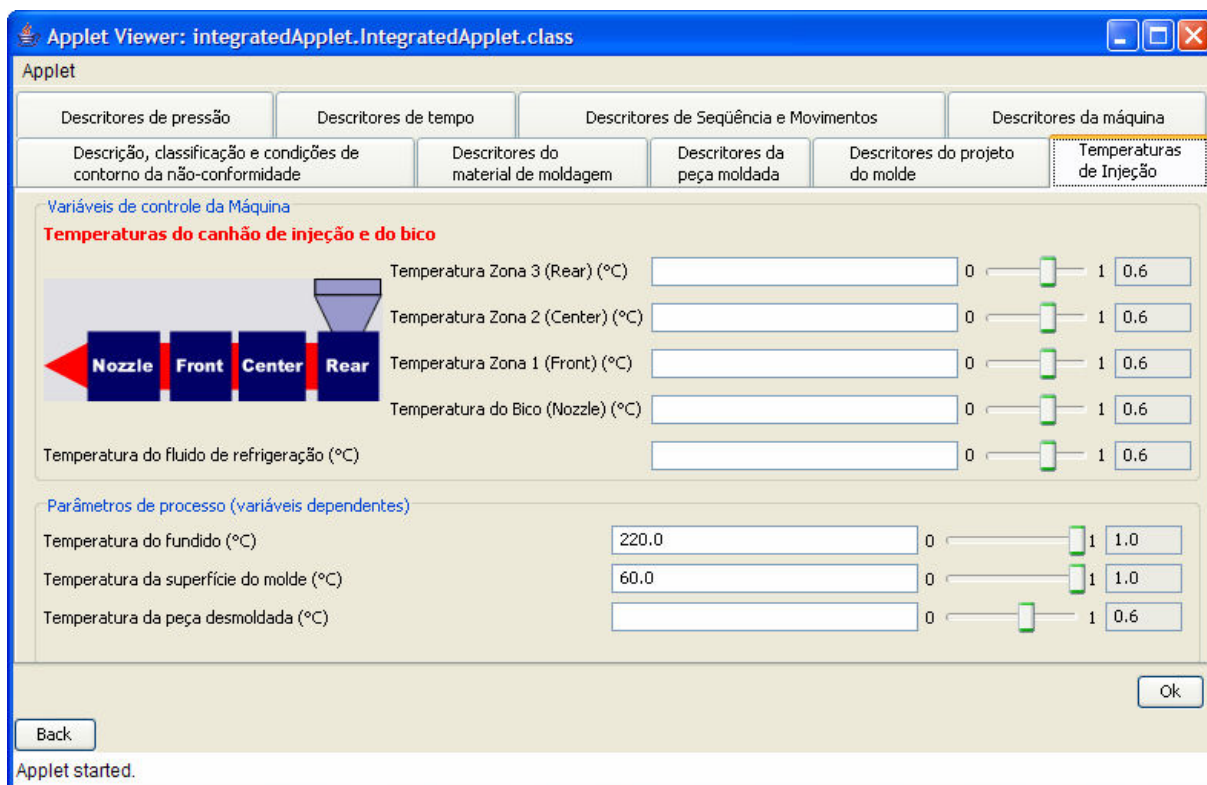 Applet Viewer: integratedApplet.IntegratedApplet.class
Applet
Descritores de pressão
Descritores de tempo
Descritores de Seqüência e Movimentos
Descritores da máquina
Descrição, classificação e condições de
contorno da não-conformidade
Descritores do
material de moldagem
Descritores da
peça moldada
Descritores do projeto
do molde
Temperaturas
de Injeção
Variáveis de controle da Máquina
Temperaturas do canhão de injeção e do bico
Nozzle Front Center Rear
Temperatura Zona 3 (Rear) (°C) 0 1 0.6
Temperatura Zona 2 (Center) (°C) 0 1 0.6
Temperatura Zona 1 (Front) (°C) 0 1 0.6
Temperatura do Bico (Nozzle) (°C) 0 1 0.6
Temperatura do fluido de refrigeração (°C) 0 1 0.6
Parâmetros de processo (variáveis dependentes)
Temperatura do fundido (°C) 220.0 0 1 1.0
Temperatura da superfície do molde (°C) 60.0 0 1 1.0
Temperatura da peça desmoldada (°C) 0 1 0.6
Ok
Back
Applet started.